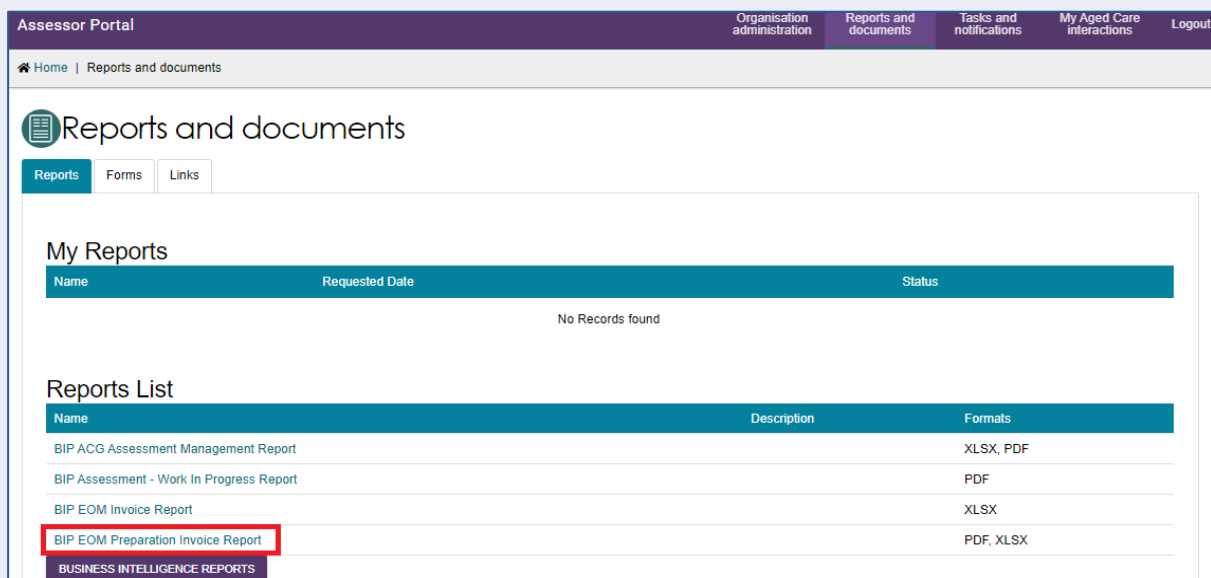 Assessor Portal
Organisation administration
Reports and documents
Tasks and notifications
My Aged Care interactions
Logout
Home | Reports and documents
Reports and documents
Reports Forms Links
My Reports
Name Requested Date Status
No Records found
Reports List
Name Description Formats
BIP ACG Assessment Management Report XLSX, PDF
BIP Assessment - Work In Progress Report PDF
BIP EOM Invoice Report XLSX
BIP EOM Preparation Invoice Report PDF, XLSX
BUSINESS INTELLIGENCE REPORTS